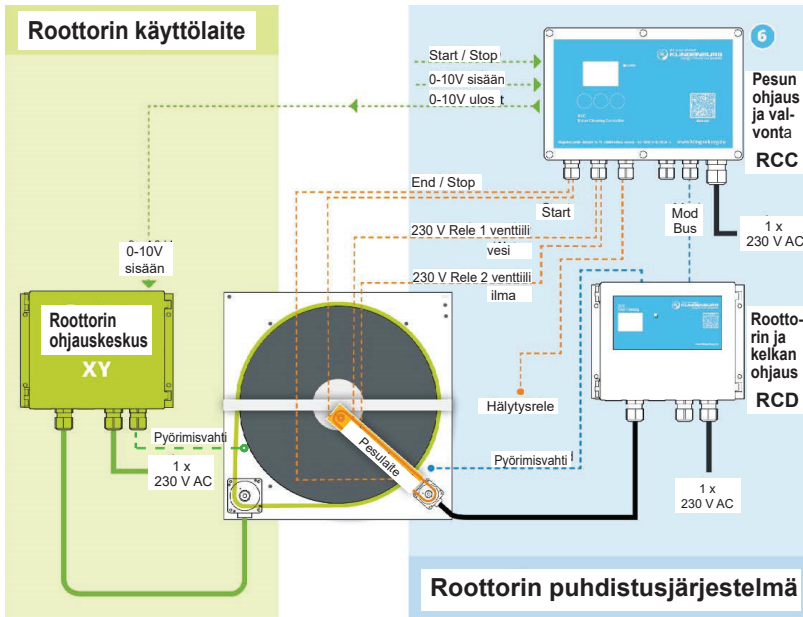 Roottorin käyttölaite
Start / Stop
0-10V sisään
0-10V ulos t
KLINGENBURG
6
Pesun
ohjaus
ja val-
vonta
RCC
End / Stop
Start
230 V Rele 1 venttiili
vesi
230 V Rele 2 venttiili
ilma
Mod
Bus
1 x
230 V AC
0-10V
sisään
Roottorin
ohjauskeskus
XY
Pyörimisvahti
1 x
230 V AC
Pesulaite
Hälytysrele
Pyörimisvahti
Rootto-
rin ja
kelkan
ohjaus
RCD
1 x
230 V AC
Roottorin puhdistusjärjestelmä